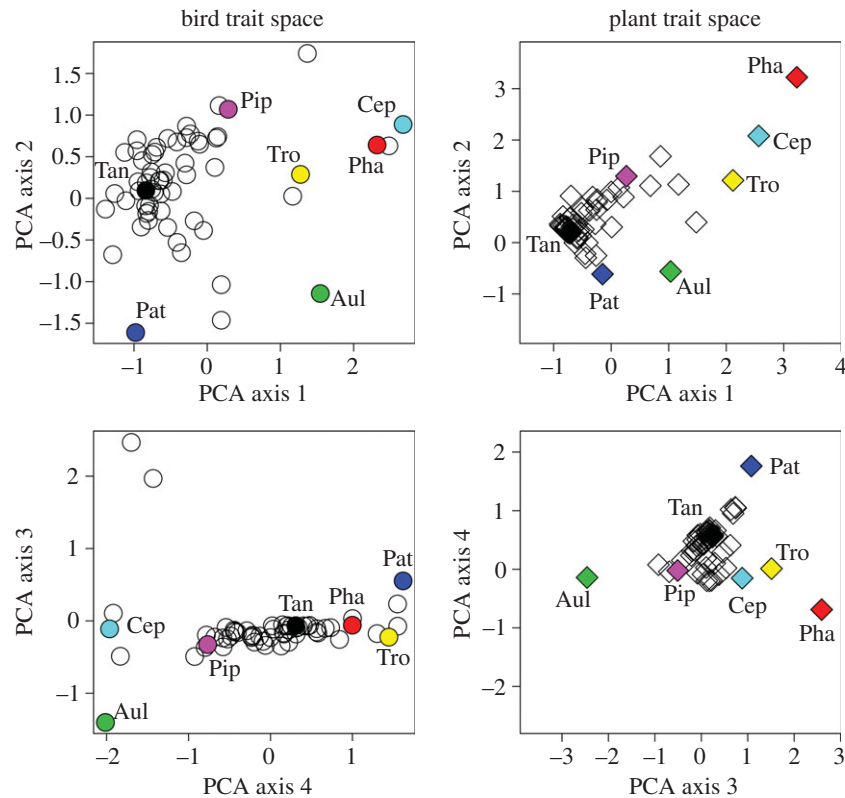 bird trait space
plant trait space
PCA axis 2
1.5
1.0
0.5
0
−0.5
−1.0
−1.5
Pip
Cep
Tro
Pha
Tan
Aul
Pat
−1
0
1
2
PCA axis 1
PCA axis 2
3
2
1
0
−1
Pha
Cep
Pip
Tro
Tan
Pat
Aul
−1
0
1
2
3
4
PCA axis 1
PCA axis 3
2
1
0
−1
Pat
Tan
Pha
Cep
Pip
Tro
Aul
−2
−1
0
1
PCA axis 4
PCA axis 4
2
1
0
−1
−2
Pat
Tan
Tro
Aul
Pip
Cep
Pha
−3
−2
−1
0
1
2
3
PCA axis 3